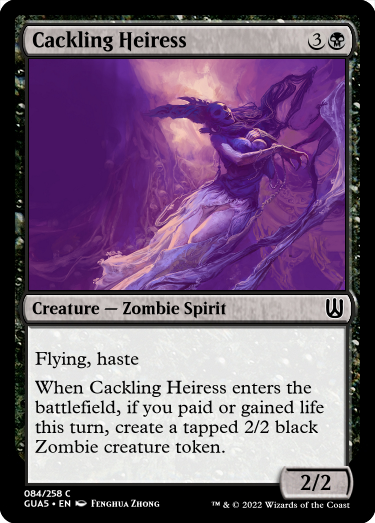 Cackling Heiress 3
Creature — Zombie Spirit
Flying, haste
When Cackling Heiress enters the
battlefield, if you paid or gained life
this turn, create a tapped 2/2 black
Zombie creature token.
2/2
084/258 C
GUA5 • EN Fenghua Zhong
™ & © 2022 Wizards of the Coast